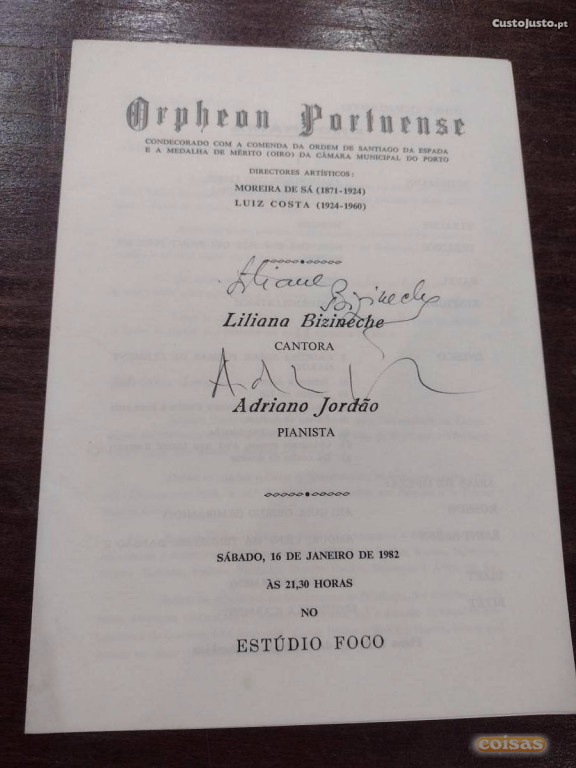 CustoJusto.pt
Orpheon Portuense
CONDECORADO COM A COMENDA DA ORDEM DE SANTIAGO DA ESPADA
E A MEDALHA DE MÉRITO (OIRO) DA CÂMARA MUNICIPAL DO PORTO
DIRECTORES ARTÍSTICOS:
MOREIRA DE SÁ (1871-1924)
LUIZ COSTA (1924-1960)
Liliana Bizineche
Liliana Bizineche
CANTORA
Adriano Jordão
PIANISTA
SÁBADO, 16 DE JANEIRO DE 1982
ÀS 21,30 HORAS
NO
ESTÚDIO FOCO
coisas